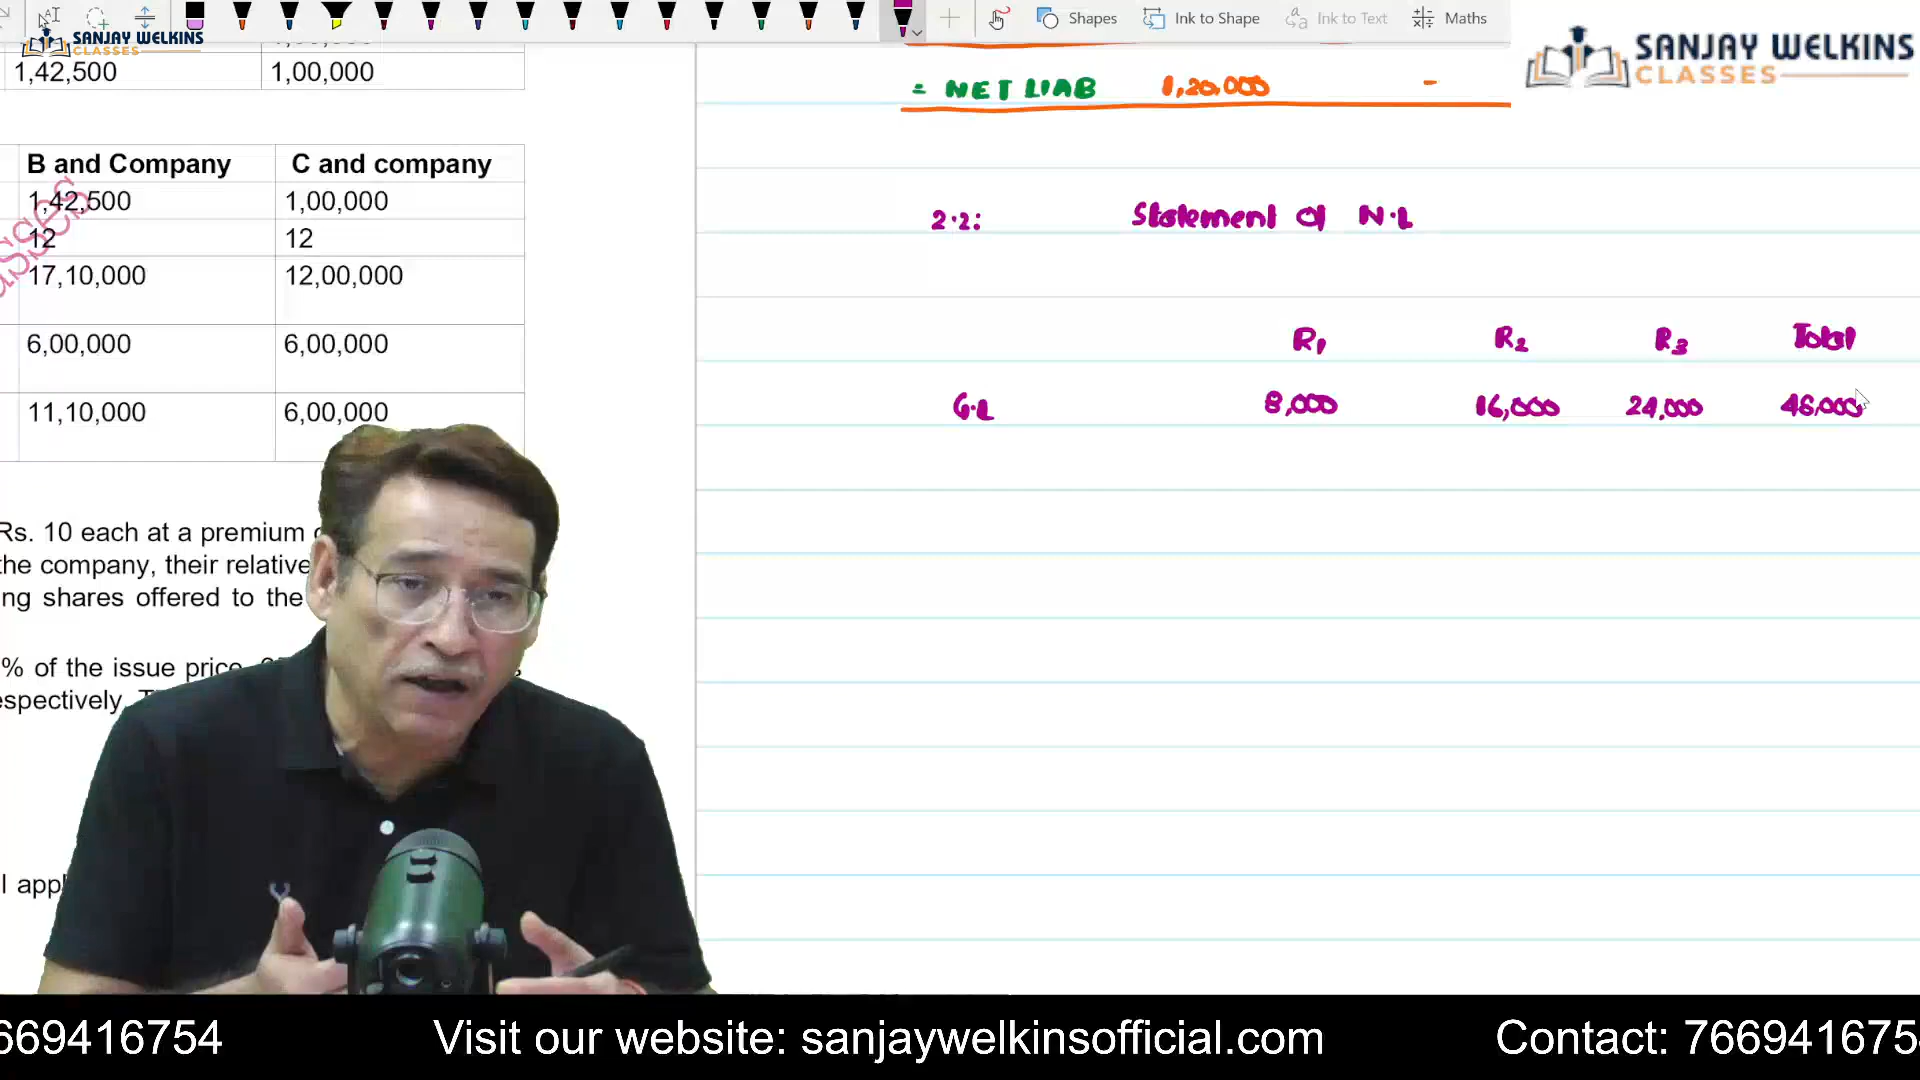 Shapes Ink to Shape Ink to Text Maths
SANJAY WELKINS
CLASSES
SANJAY WELKINS
CLASSES
1,42,500 1,00,000
B and Company C and company
1,42,500 1,00,000
12 12
17,10,000 12,00,000
6,00,000 6,00,000
11,10,000 6,00,000
Rs. 10 each at a premium
the company, their relative
ng shares offered to the
% of the issue price
espectively
l appl
= NET LIAB 1,20,000 -
2.2: Statement of N.L
R1 R2 R3 Total
G.L 8,000 16,000 24,000 48,000
669416754 Visit our website: sanjaywelkinsofficial.com Contact: 766941675